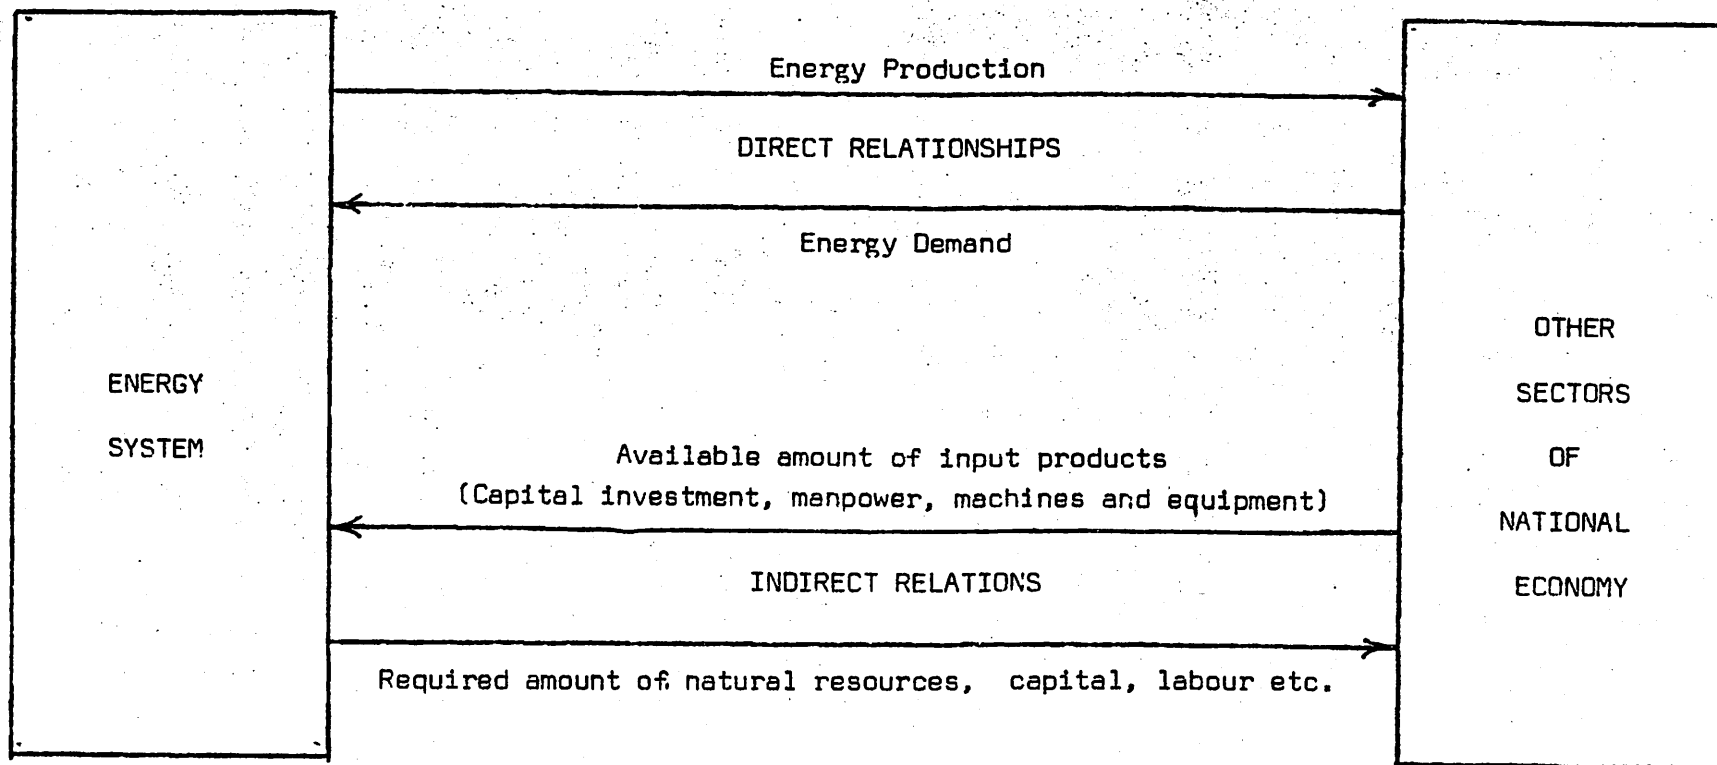 Energy Production
DIRECT RELATIONSHIPS
Energy Demand
ENERGY
SYSTEM
Available amount of input products
(Capital investment, manpower, machines and equipment)
INDIRECT RELATIONS
Required amount of natural resources, capital, labour etc.
OTHER
SECTORS
OF
NATIONAL
ECONOMY